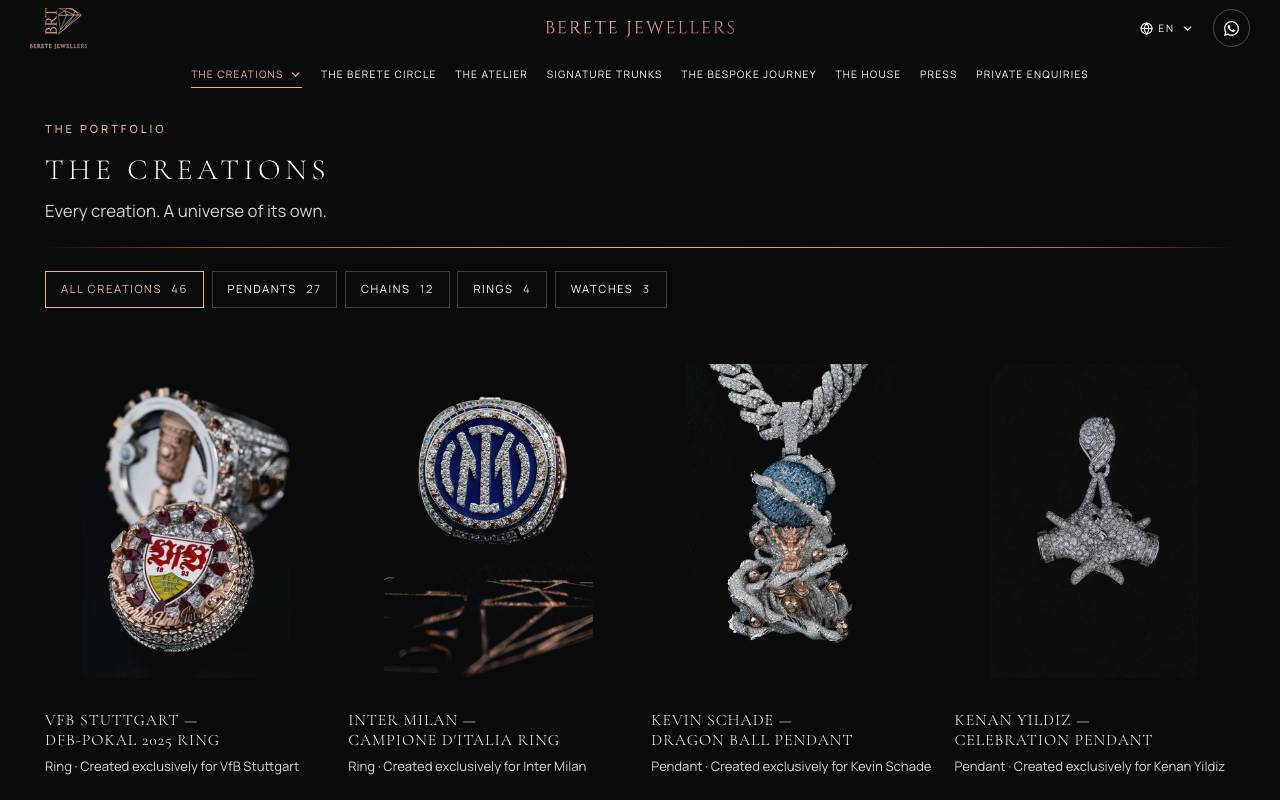 BRT
BERETE JEWELLERS
BERETE JEWELLERS
EN
THE CREATIONS
THE BERETE CIRCLE
THE ATELIER
SIGNATURE TRUNKS
THE BESPOKE JOURNEY
THE HOUSE
PRESS
PRIVATE ENQUIRIES
THE PORTFOLIO
THE CREATIONS
Every creation. A universe of its own.
ALL CREATIONS 46
PENDANTS 27
CHAINS 12
RINGS 4
WATCHES 3
VfB
18 93
IM
VFB STUTTGART —
DFB-POKAL 2025 RING
Ring · Created exclusively for VfB Stuttgart
INTER MILAN —
CAMPIONE D'ITALIA RING
Ring · Created exclusively for Inter Milan
KEVIN SCHADE —
DRAGON BALL PENDANT
Pendant · Created exclusively for Kevin Schade
KENAN YILDIZ —
CELEBRATION PENDANT
Pendant · Created exclusively for Kenan Yildiz